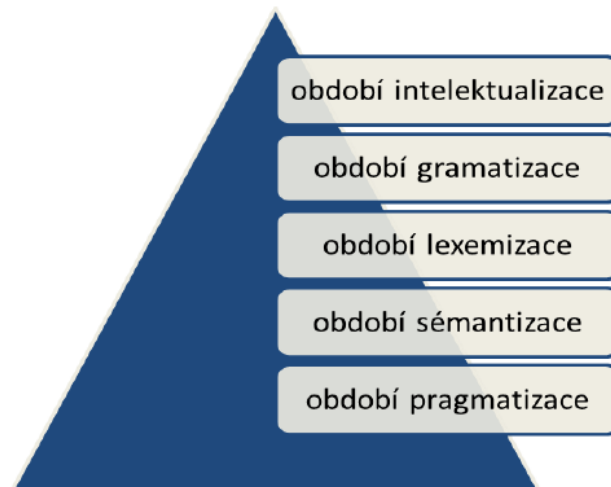 období intelektualizace
období gramatizace
období lexemizace
období sémantizace
období pragmatizace